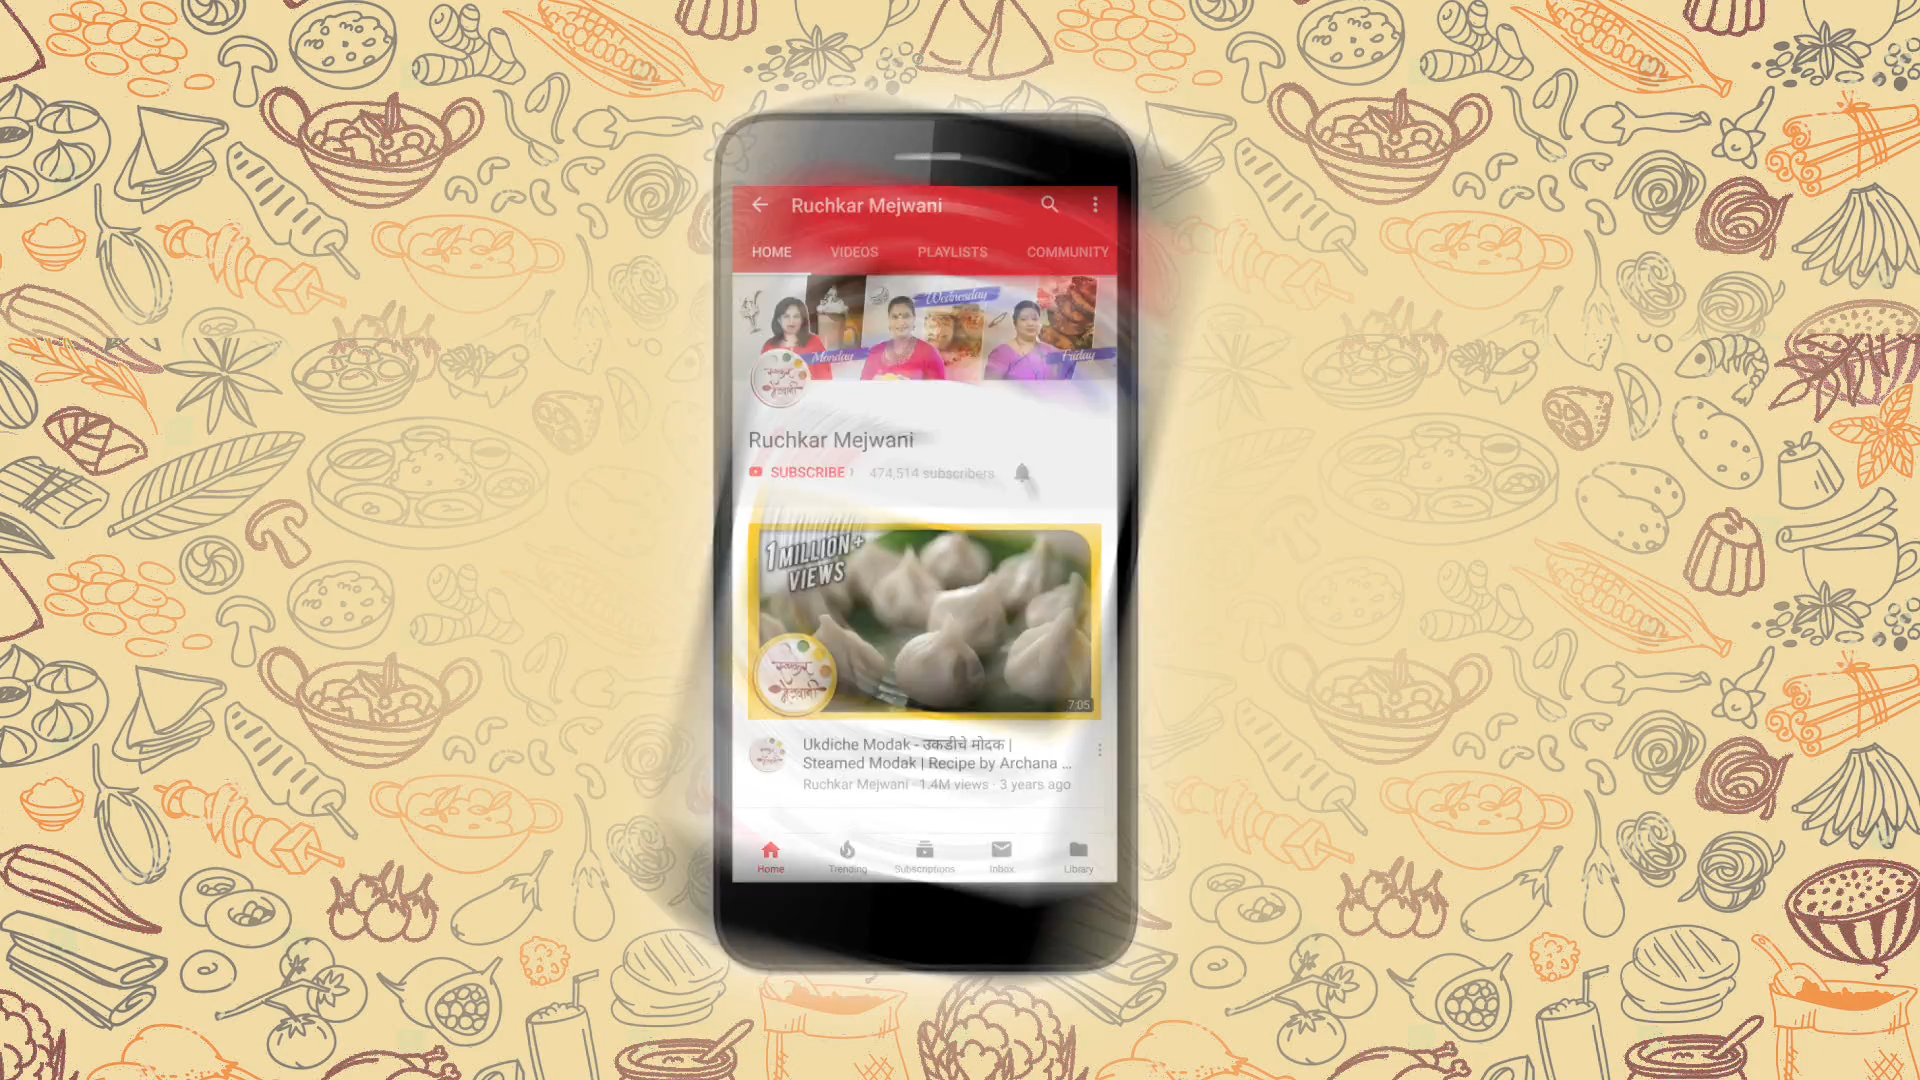 Ruchkar Mejwani
HOME VIDEOS PLAYLISTS COMMUNITY
Wednesday
Monday
Friday
Ruchkar Mejwani
SUBSCRIBE 474,514 subscribers
1 MILLION+
VIEWS
7:05
Ukdiche Modak - उकडीचे मोदक |
Steamed Modak | Recipe by Archana ...
Ruchkar Mejwani · 1.4M views · 3 years ago
Home Trending Subscriptions Inbox Library